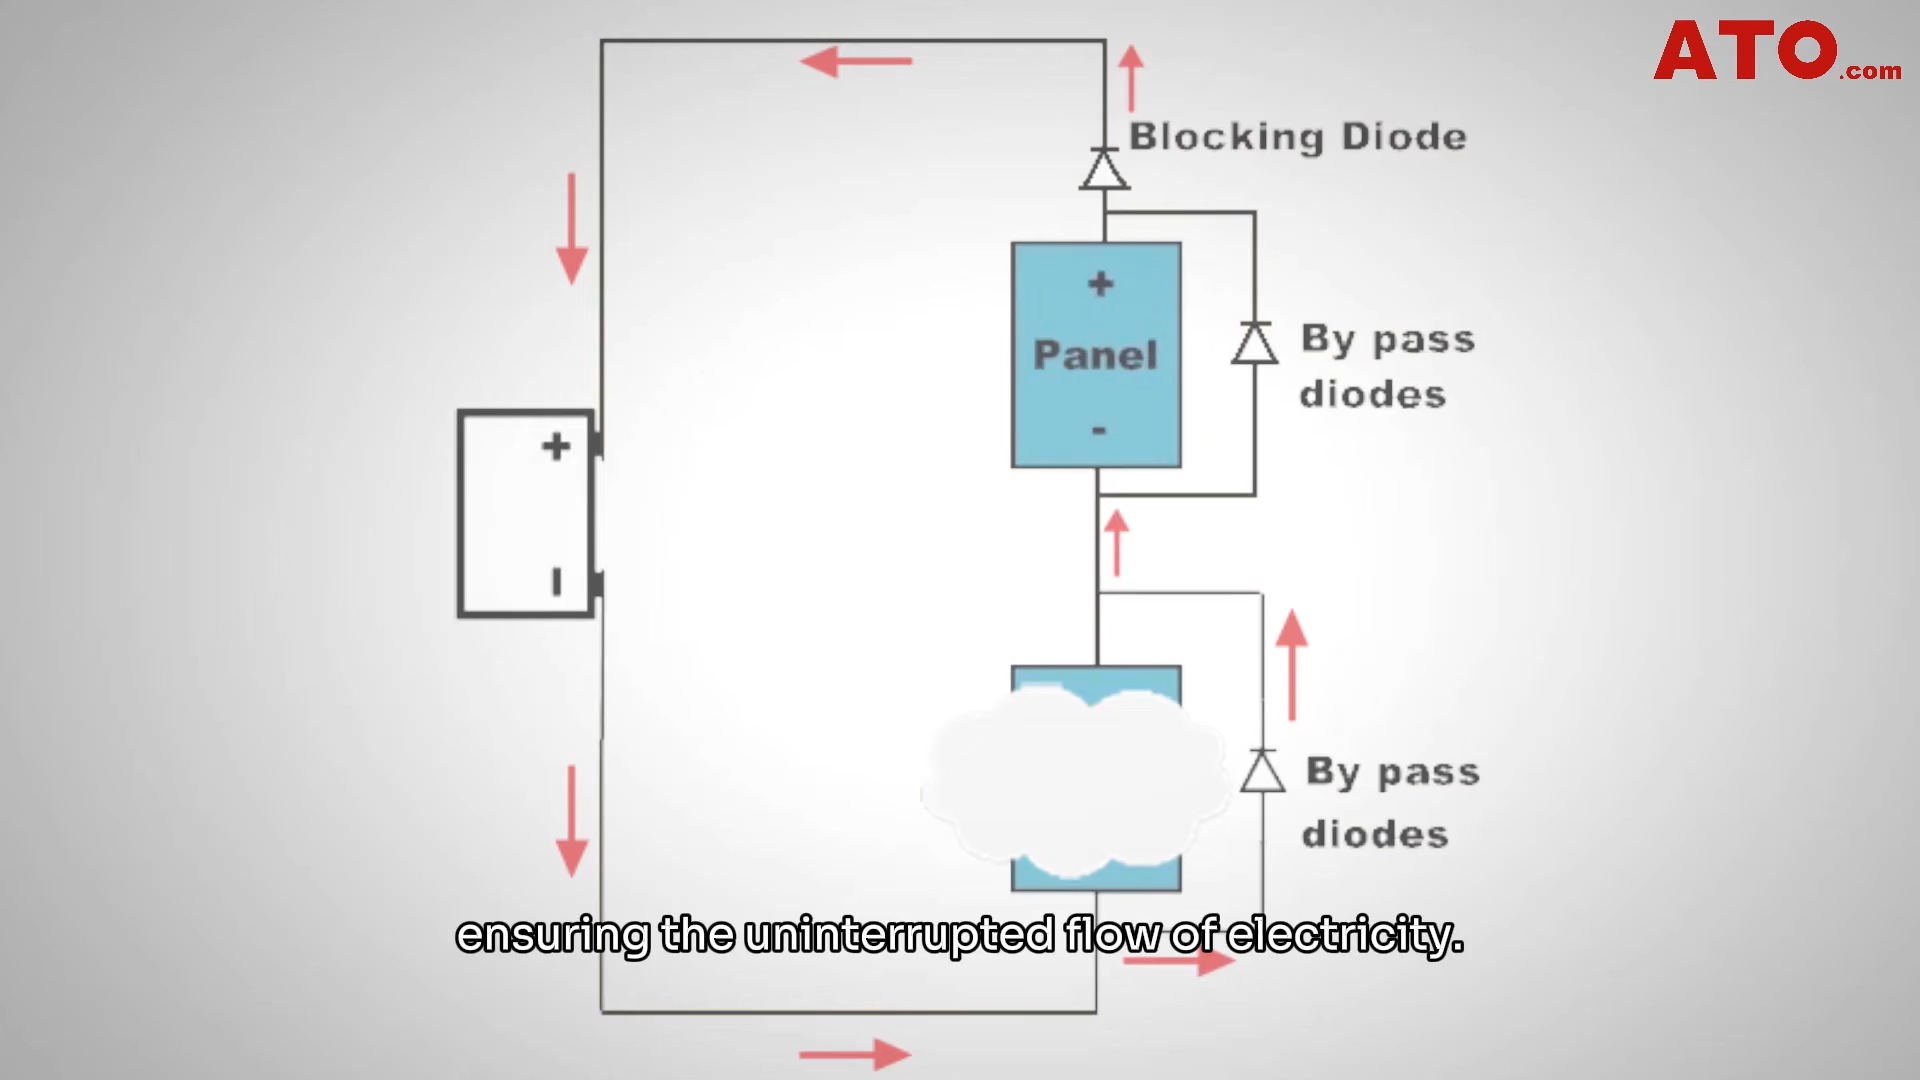 ATO.com
Blocking Diode
+
Panel
-
By pass
diodes
+
-
By pass
diodes
ensuring the uninterrupted flow of electricity.